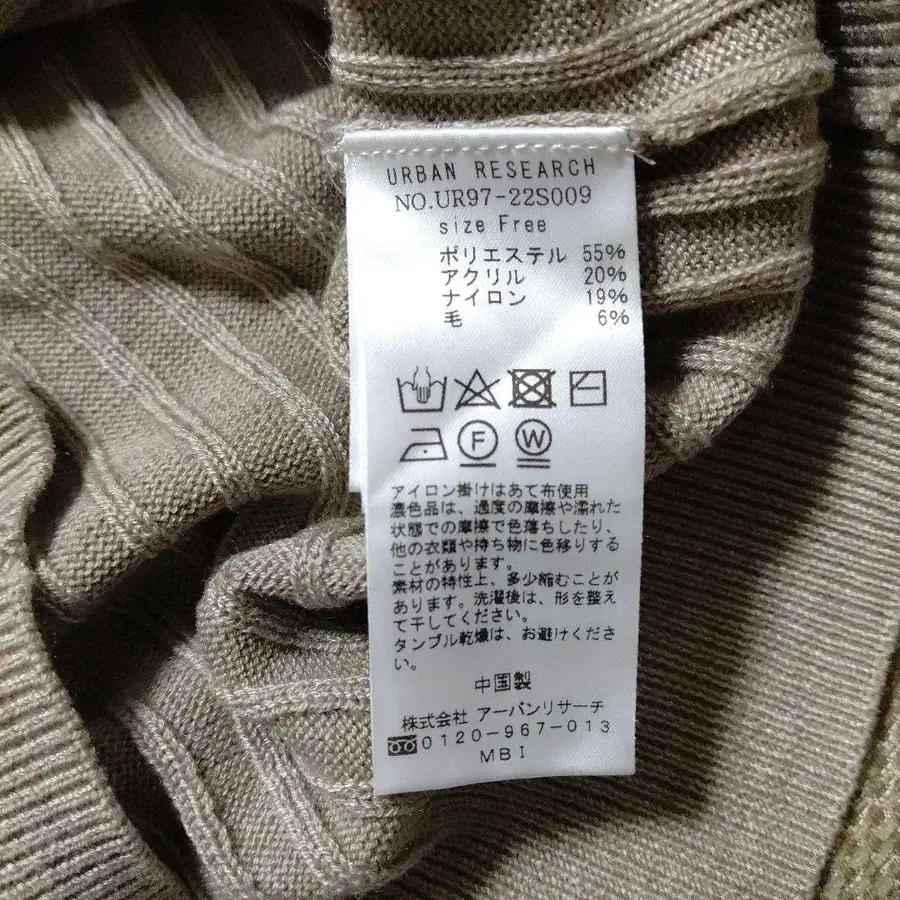 URBAN RESEARCH
NO.UR97-22S009
size Free
ポリエステル 55%
アクリル 20%
ナイロン 19%
毛 6%
F W
アイロン掛けはあて布使用
濃色品は、過度の摩擦や濡れた
状態での摩擦で色落ちしたり、
他の衣類や持ち物に色移りする
ことがあります。
素材の特性上、多少縮むことが
あります。洗濯後は、形を整え
て干してください。
タンブル乾燥は、お避けくださ
い。
中国製
株式会社 アーバンリサーチ
0120-967-013
MBI